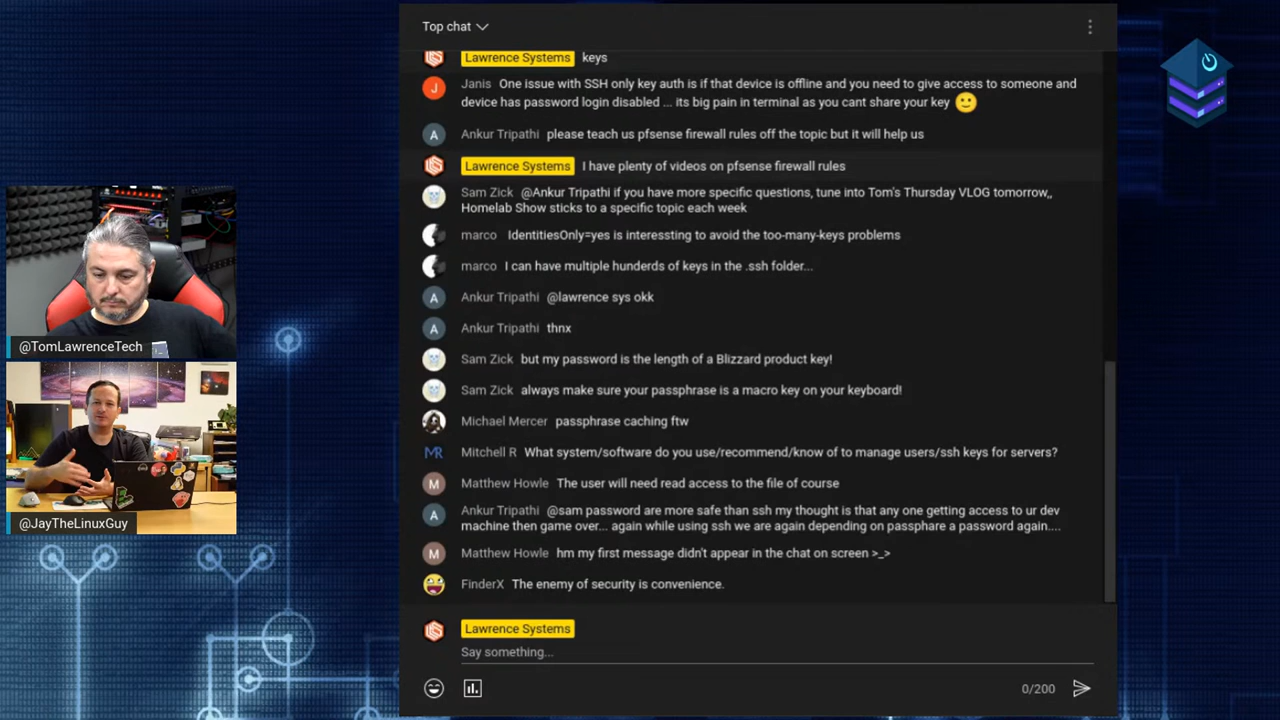 Top chat
Lawrence Systems keys
Janis One issue with SSH only key auth is if that device is offline and you need to give access to someone and
device has password login disabled ... its big pain in terminal as you cant share your key 🙂
Ankur Tripathi please teach us pfsense firewall rules off the topic but it will help us
Lawrence Systems I have plenty of videos on pfsense firewall rules
Sam Zick @Ankur Tripathi if you have more specific questions, tune into Tom's Thursday VLOG tomorrow,,
Homelab Show sticks to a specific topic each week
marco IdentitiesOnly=yes is interessting to avoid the too-many-keys problems
marco I can have multiple hunderds of keys in the .ssh folder...
Ankur Tripathi @lawrence sys okk
Ankur Tripathi thnx
Sam Zick but my password is the length of a Blizzard product key!
Sam Zick always make sure your passphrase is a macro key on your keyboard!
Michael Mercer passphrase caching ftw
MR Mitchell R What system/software do you use/recommend/know of to manage users/ssh keys for servers?
Matthew Howle The user will need read access to the file of course
Ankur Tripathi @sam password are more safe than ssh my thought is that any one getting access to ur dev
machine then game over... again while using ssh we are again depending on passphare a password again....
Matthew Howle hm my first message didn't appear in the chat on screen >_>
FinderX The enemy of security is convenience.
Lawrence Systems
Say something...
0/200
@TomLawrenceTech
@JayTheLinuxGuy